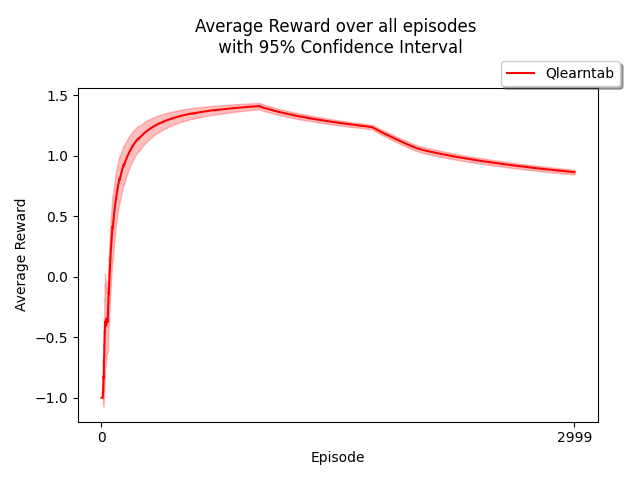 Average Reward over all episodes
with 95% Confidence Interval
Qlearntab
1.5
1.0
0.5
0.0
−0.5
−1.0
Average Reward
0
2999
Episode